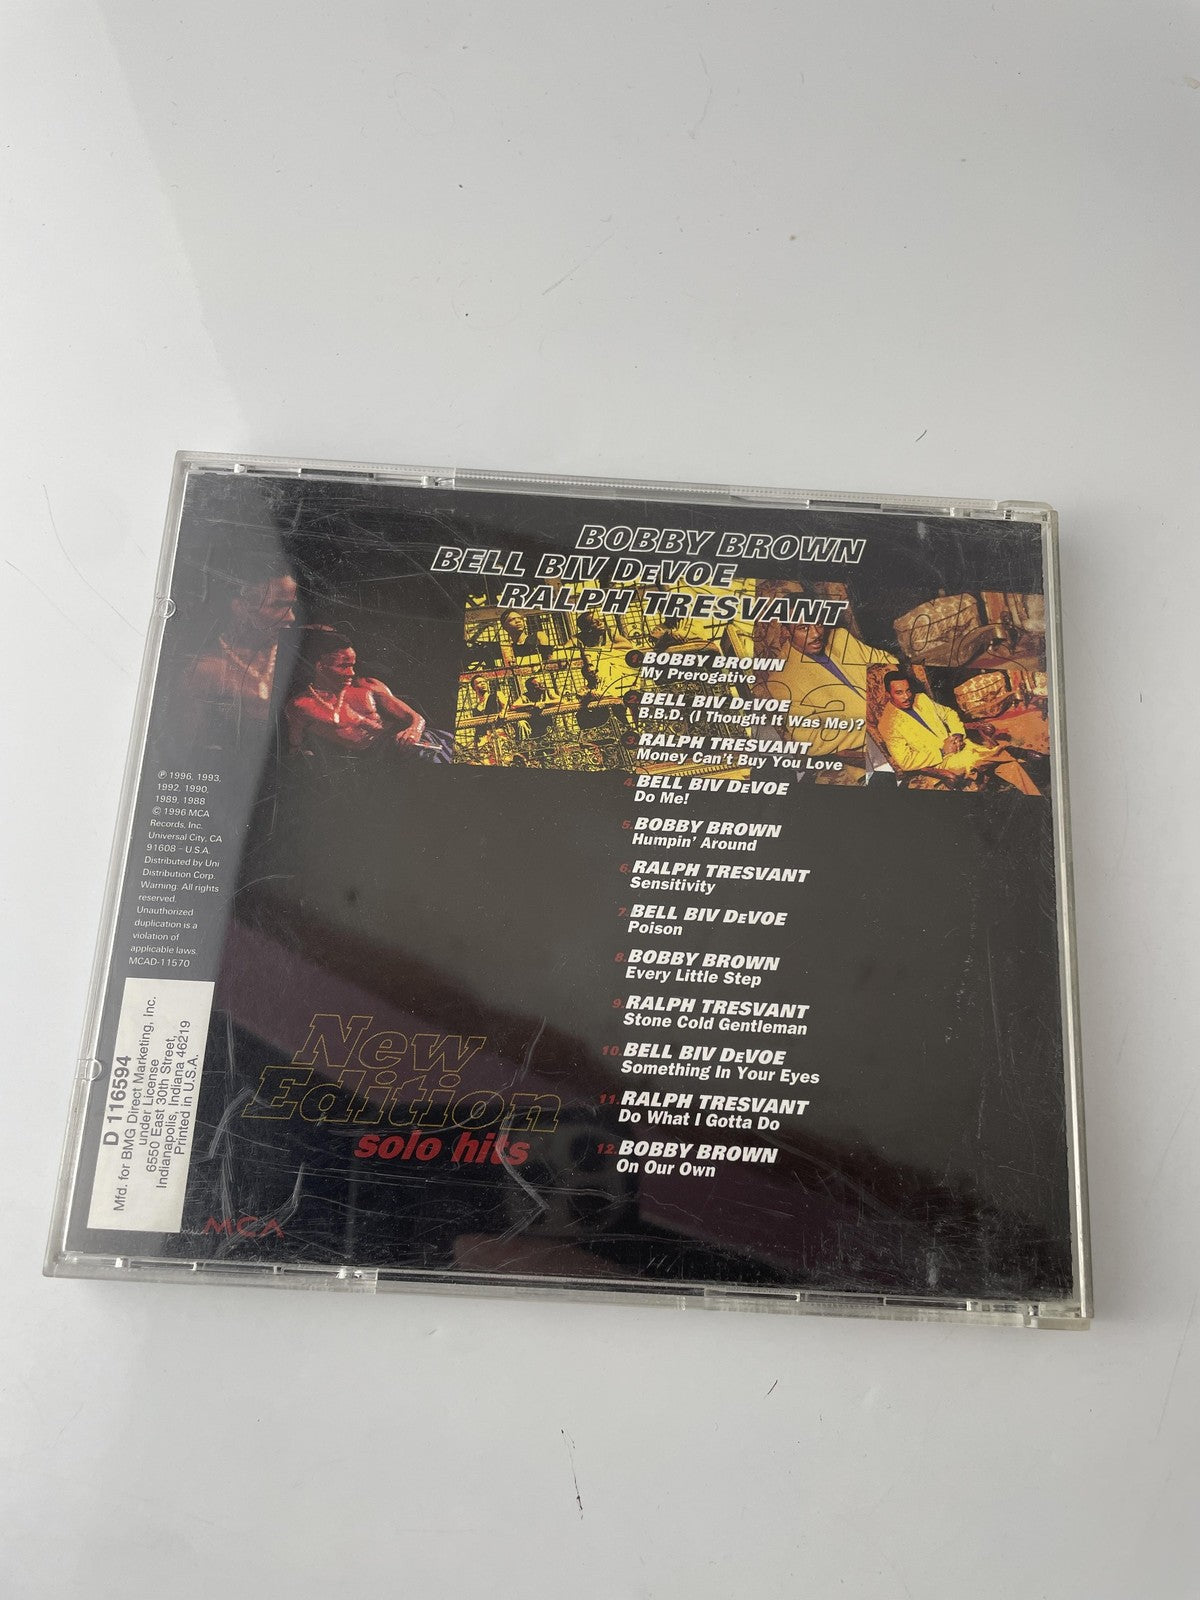 BOBBY BROWN
BELL BIV DeVOE
RALPH TRESVANT
1. BOBBY BROWN
My Prerogative
BELL BIV DeVOE
B.B.D. (I Thought It Was Me)?
RALPH TRESVANT
Money Can't Buy You Love
4. BELL BIV DeVOE
Do Me!
5. BOBBY BROWN
Humpin' Around
6. RALPH TRESVANT
Sensitivity
7. BELL BIV DeVOE
Poison
8. BOBBY BROWN
Every Little Step
9. RALPH TRESVANT
Stone Cold Gentleman
10. BELL BIV DeVOE
Something In Your Eyes
11. RALPH TRESVANT
Do What I Gotta Do
12. BOBBY BROWN
On Our Own
℗ 1996, 1993,
1992, 1990,
1989, 1988
© 1996 MCA
Records, Inc.
Universal City, CA
91608 - U.S.A.
Distributed by Uni
Distribution Corp.
Warning: All rights
reserved.
Unauthorized
duplication is a
violation of
applicable laws.
MCAD-11570
New
Edition
solo hits
D 116594
Mfd. for BMG Direct Marketing, Inc.
under License
6550 East 30th Street,
Indianapolis, Indiana 46219
Printed in U.S.A.
MCA